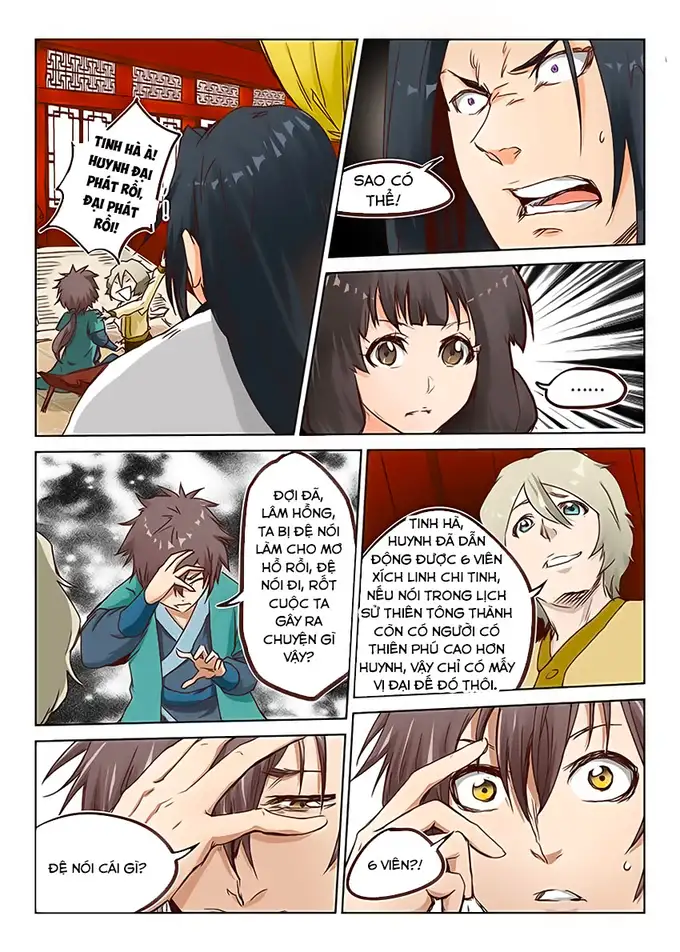 TINH HÀ À!
HUYNH ĐẠI
PHÁT RỒI,
ĐẠI PHÁT
RỒI!
SAO CÓ
THỂ!
......
ĐỢI ĐÃ,
LÂM HỒNG,
TA BỊ ĐỆ NÓI
LÀM CHO MƠ
HỒ RỒI, ĐỆ
NÓI ĐI, RỐT
CUỘC TA
GÂY RA
CHUYỆN GÌ
VẬY?
TINH HÀ,
HUYNH ĐÃ DẪN
ĐỘNG ĐƯỢC 6 VIÊN
XÍCH LINH CHI TINH,
NẾU NÓI TRONG LỊCH
SỬ THIÊN TÔNG THÀNH
CÒN CÓ NGƯỜI CÓ
THIÊN PHÚ CAO HƠN
HUYNH, VẬY CHỈ CÓ MẤY
VỊ ĐẠI ĐẾ ĐÓ THÔI.
ĐỆ NÓI CÁI GÌ?
6 VIÊN?!